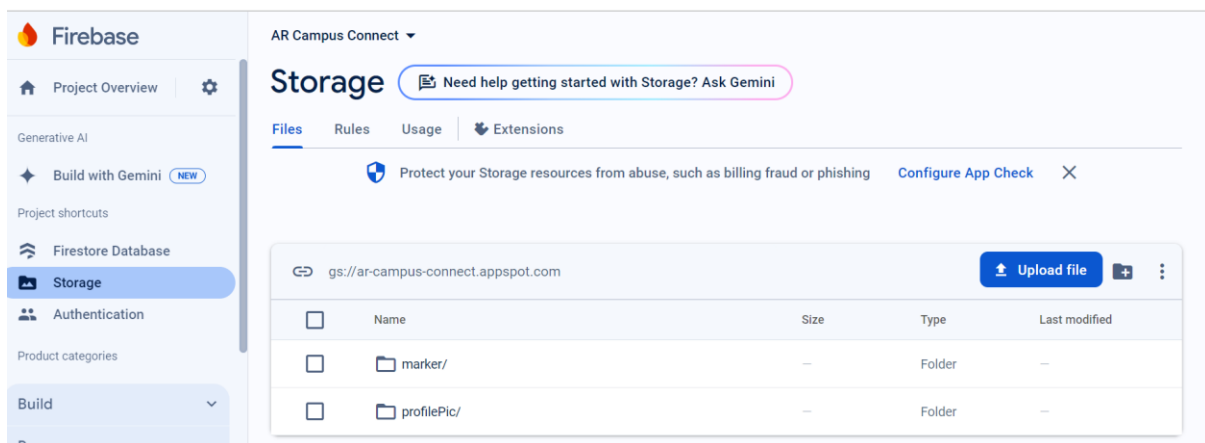 Firebase
Project Overview
Generative AI
Build with Gemini NEW
Project shortcuts
Firestore Database
Storage
Authentication
Product categories
Build
AR Campus Connect
Storage
Need help getting started with Storage? Ask Gemini
Files Rules Usage Extensions
Protect your Storage resources from abuse, such as billing fraud or phishing Configure App Check
gs://ar-campus-connect.appspot.com Upload file
Name Size Type Last modified
marker/ — Folder —
profilePic/ — Folder —